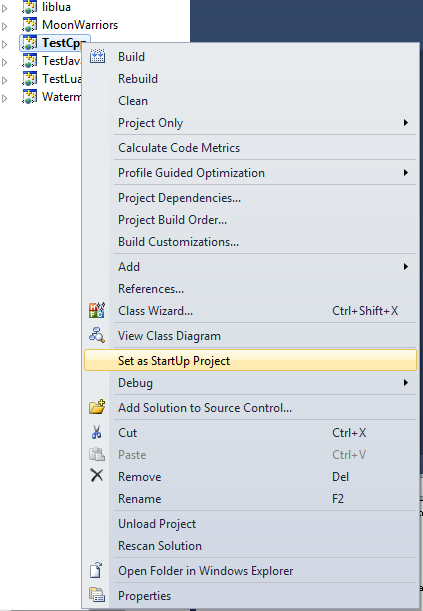 liblua
MoonWarriors
TestCpp
TestJava
TestLua
Waterm
Build
Rebuild
Clean
Project Only
Calculate Code Metrics
Profile Guided Optimization
Project Dependencies...
Project Build Order...
Build Customizations...
Add
References...
Class Wizard... Ctrl+Shift+X
View Class Diagram
Set as StartUp Project
Debug
Add Solution to Source Control...
Cut Ctrl+X
Paste Ctrl+V
Remove Del
Rename F2
Unload Project
Rescan Solution
Open Folder in Windows Explorer
Properties